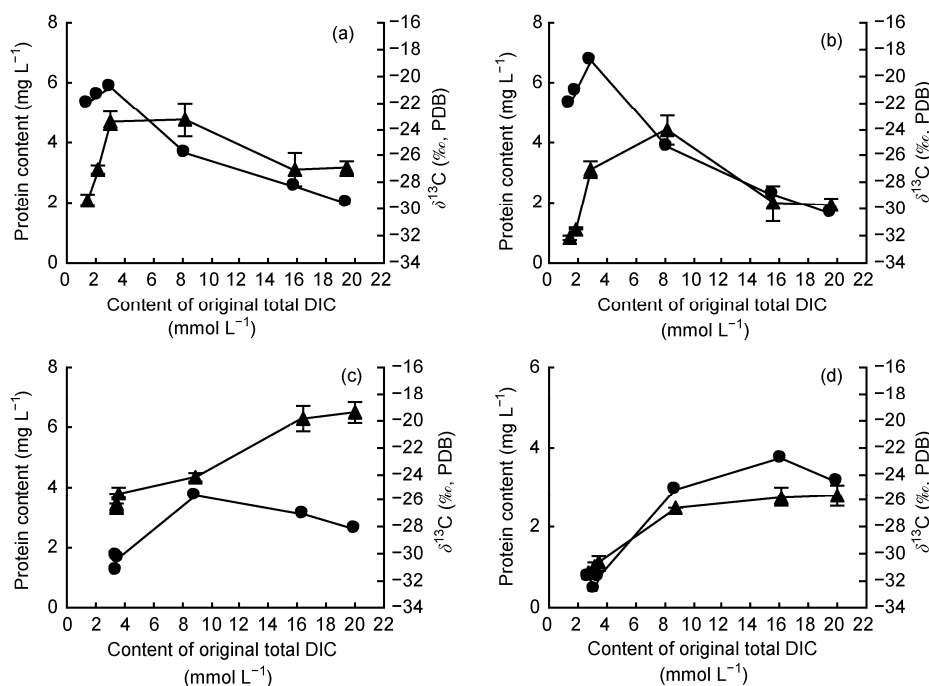 (a)
Protein content (mg L⁻¹)
8
6
4
2
0
−16
−18
−20
−22
−24
−26
−28
−30
−32
−34
δ¹³C (‰, PDB)
0 2 4 6 8 10 12 14 16 18 20 22
Content of original total DIC
(mmol L⁻¹)
(b)
Protein content (mg L⁻¹)
8
6
4
2
0
−16
−18
−20
−22
−24
−26
−28
−30
−32
−34
δ¹³C (‰, PDB)
0 2 4 6 8 10 12 14 16 18 20 22
Content of original total DIC
(mmol L⁻¹)
(c)
Protein content (mg L⁻¹)
8
6
4
2
0
−16
−18
−20
−22
−24
−26
−28
−30
−32
−34
δ¹³C (‰, PDB)
0 2 4 6 8 10 12 14 16 18 20 22
Content of original total DIC
(mmol L⁻¹)
(d)
Protein content (mg L⁻¹)
6
4
2
0
−16
−18
−20
−22
−24
−26
−28
−30
−32
−34
δ¹³C (‰, PDB)
0 2 4 6 8 10 12 14 16 18 20 22
Content of original total DIC
(mmol L⁻¹)